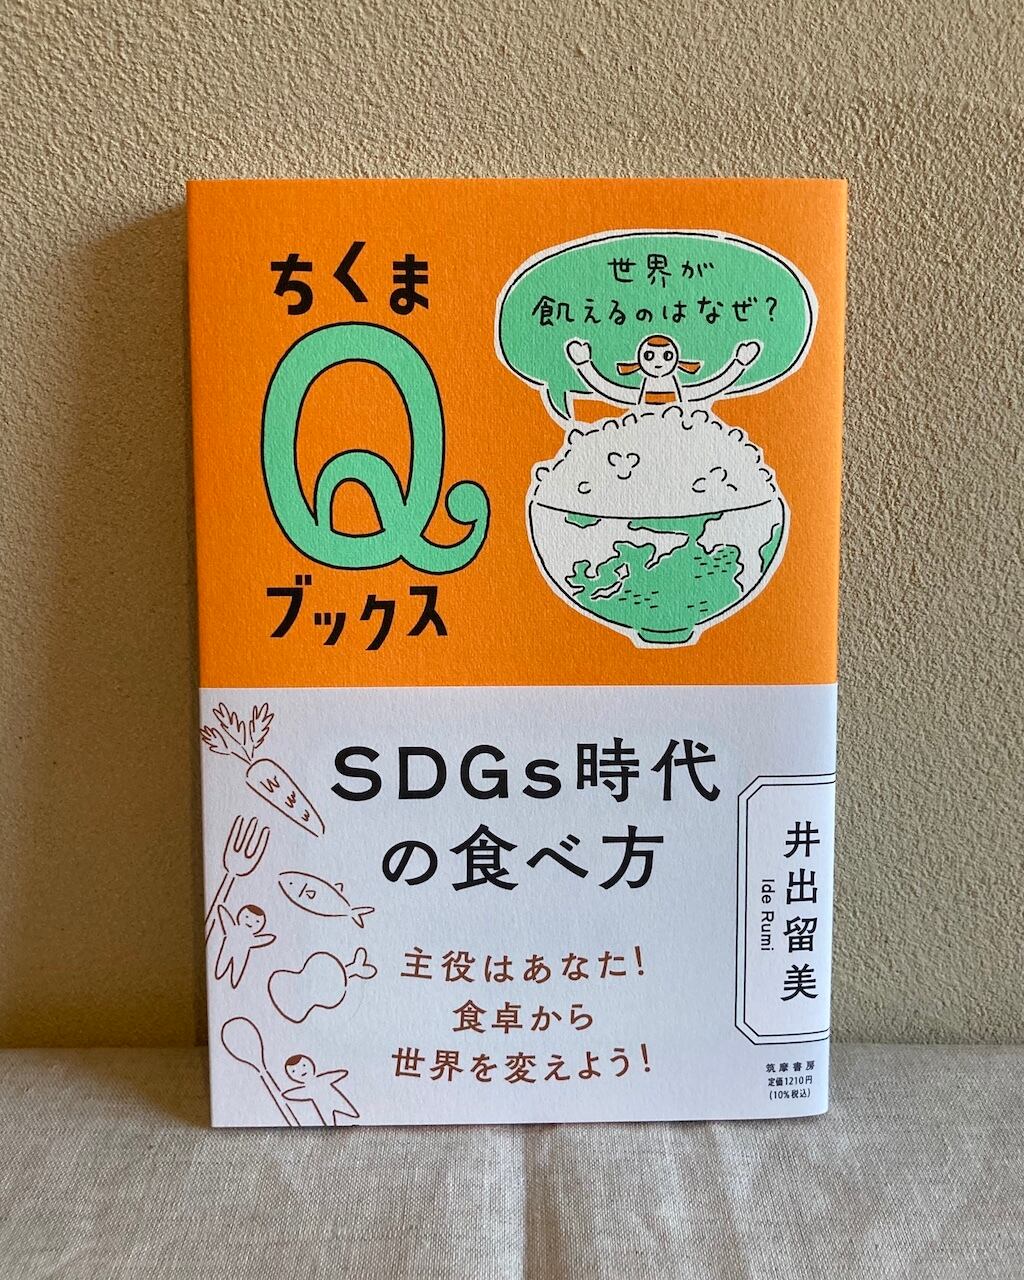 ちくま
Q
ブックス
世界が
飢えるのはなぜ?
SDGs時代
の食べ方
主役はあなた!
食卓から
世界を変えよう!
井出留美
Ide Rumi
筑摩書房
定価1210円
(10%税込)